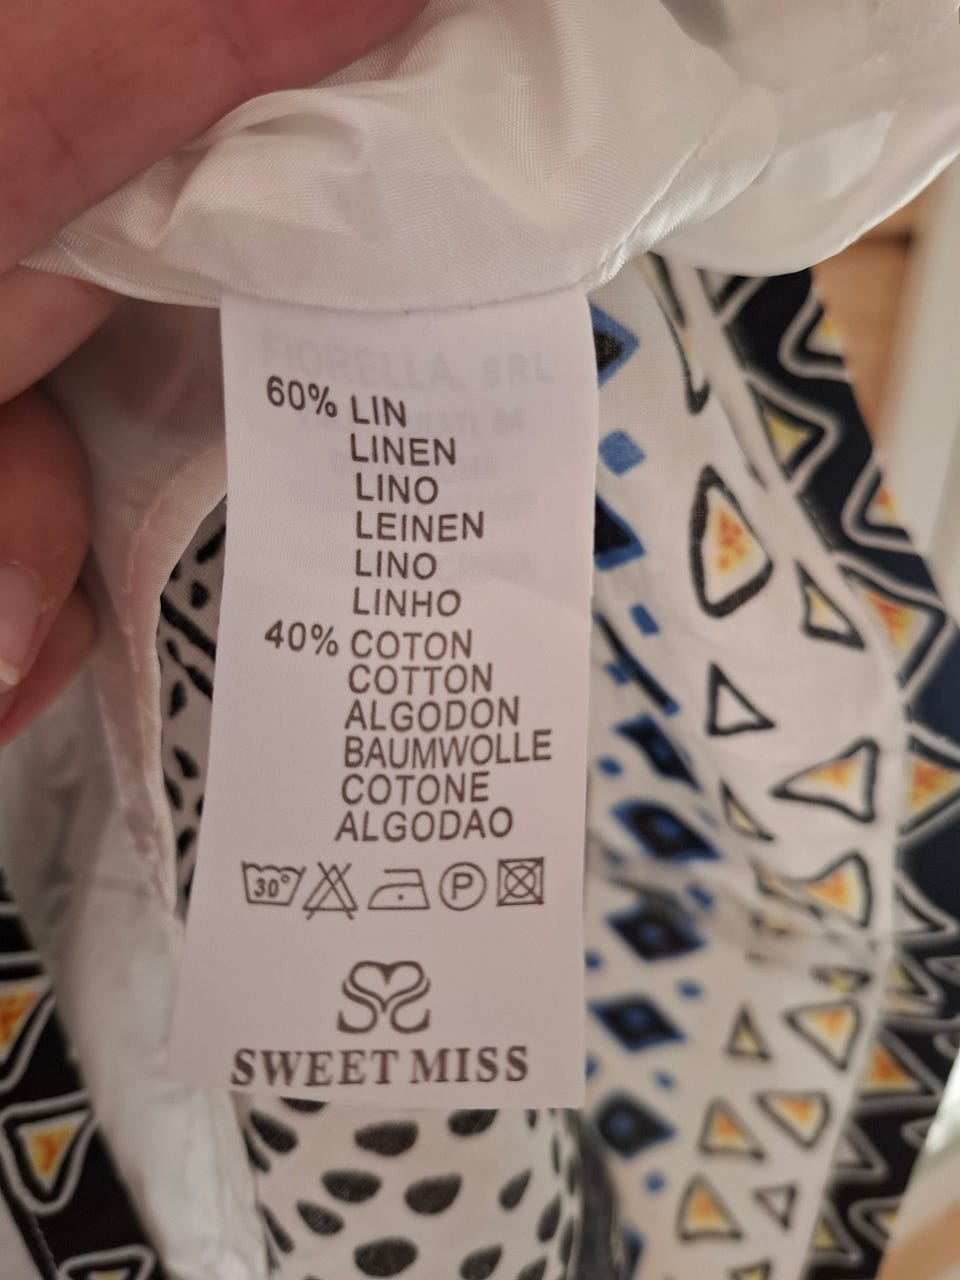 FIORELLA. SRL
60% LIN
LINEN
LINO
LEINEN
LINO
LINHO
40% COTON
COTTON
ALGODON
BAUMWOLLE
COTONE
ALGODAO
30° P
SWEET MISS